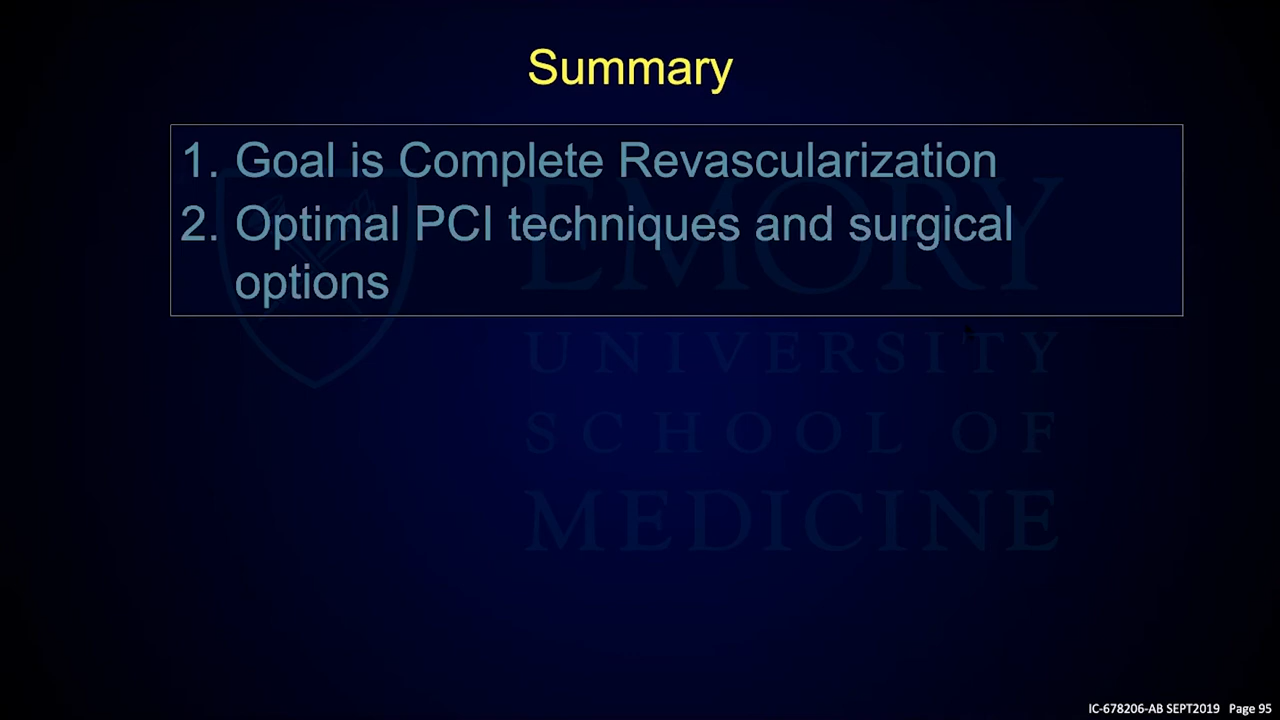 Summary
1. Goal is Complete Revascularization
2. Optimal PCI techniques and surgical
options
EMORY
UNIVERSITY
SCHOOL OF
MEDICINE
IC-678206-AB SEPT2019 Page 95